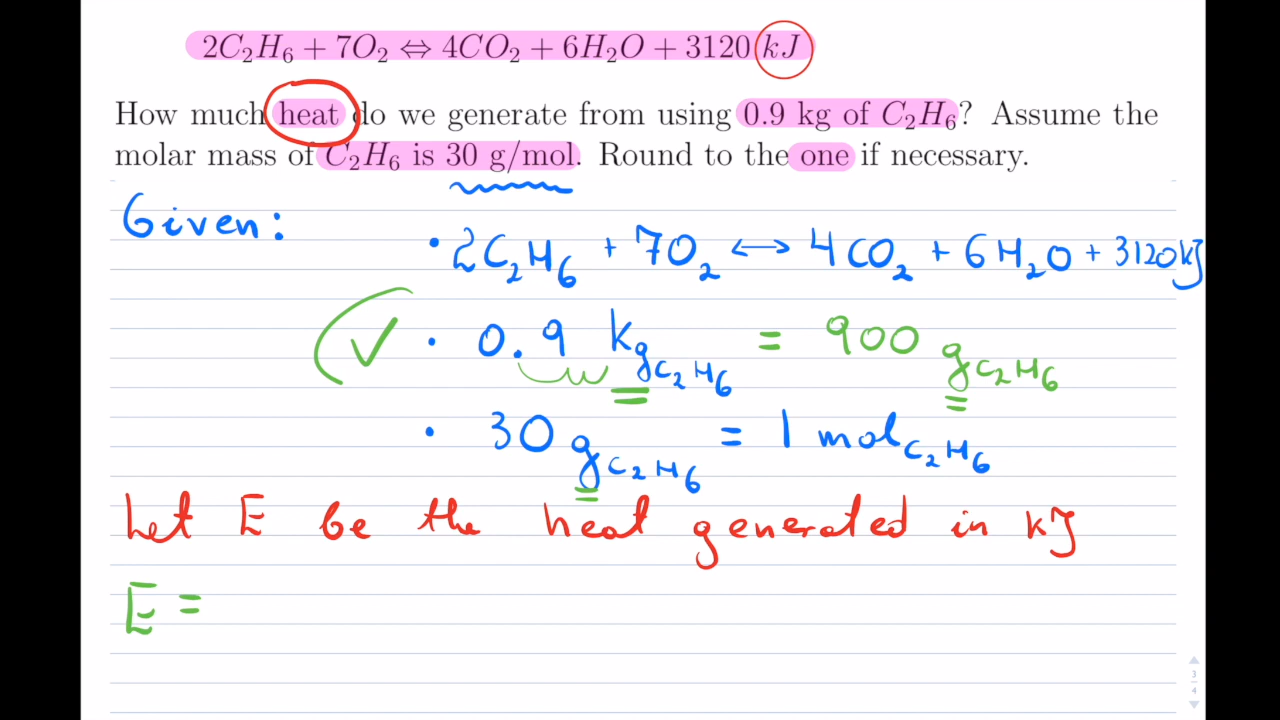 2C₂H₆ + 7O₂ ⇔ 4CO₂ + 6H₂O + 3120 kJ
How much heat do we generate from using 0.9 kg of C₂H₆? Assume the
molar mass of C₂H₆ is 30 g/mol. Round to the one if necessary.
Given:
• 2C₂H₆ + 7O₂ ↔ 4CO₂ + 6H₂O + 3120kJ
✓ • 0.9 kg C₂H₆ = 900 g C₂H₆
• 30 g C₂H₆ = 1 mol C₂H₆
Let E be the heat generated in kJ
E =
3
4